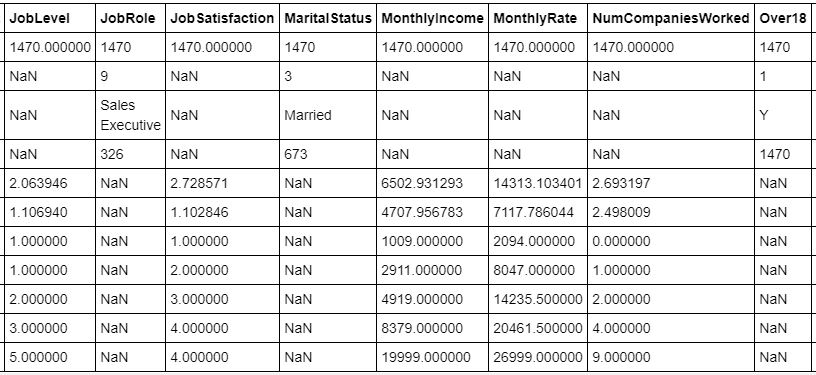 JobLevel JobRole JobSatisfaction MaritalStatus MonthlyIncome MonthlyRate NumCompaniesWorked Over18
1470.000000 1470 1470.000000 1470 1470.000000 1470.000000 1470.000000 1470
NaN 9 NaN 3 NaN NaN NaN 1
NaN Sales Executive NaN Married NaN NaN NaN Y
NaN 326 NaN 673 NaN NaN NaN 1470
2.063946 NaN 2.728571 NaN 6502.931293 14313.103401 2.693197 NaN
1.106940 NaN 1.102846 NaN 4707.956783 7117.786044 2.498009 NaN
1.000000 NaN 1.000000 NaN 1009.000000 2094.000000 0.000000 NaN
1.000000 NaN 2.000000 NaN 2911.000000 8047.000000 1.000000 NaN
2.000000 NaN 3.000000 NaN 4919.000000 14235.500000 2.000000 NaN
3.000000 NaN 4.000000 NaN 8379.000000 20461.500000 4.000000 NaN
5.000000 NaN 4.000000 NaN 19999.000000 26999.000000 9.000000 NaN